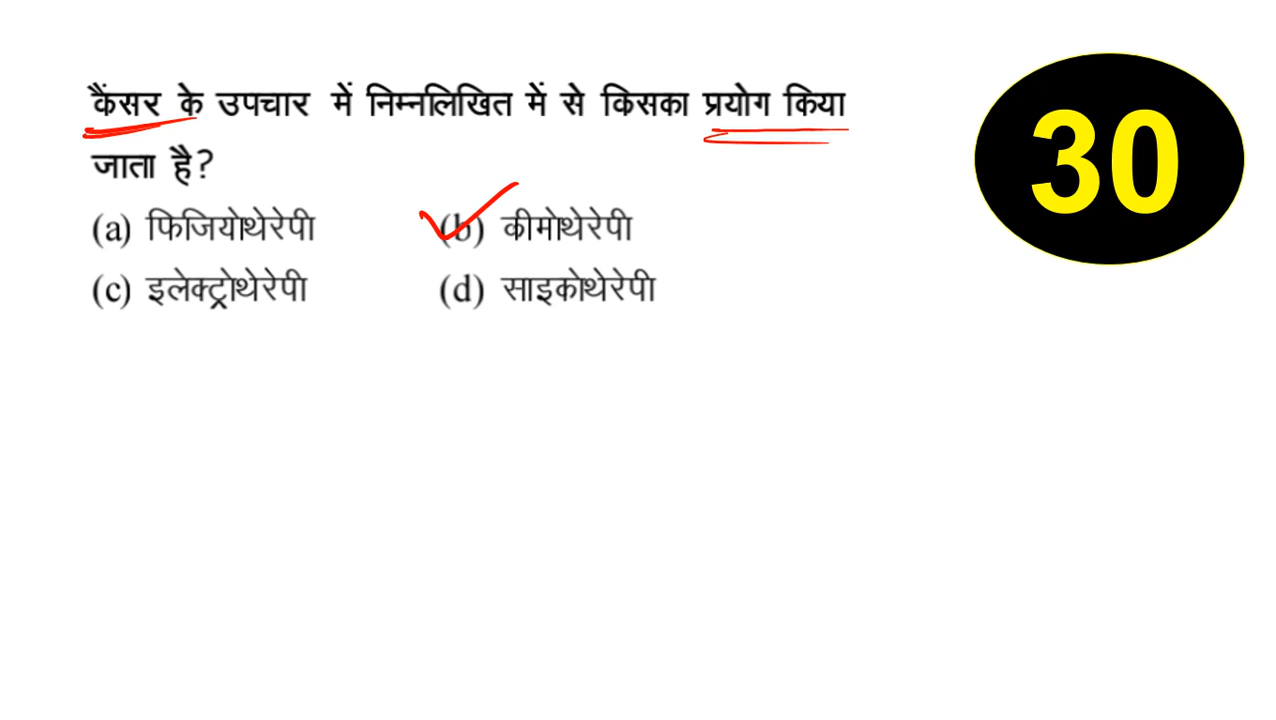 कैंसर के उपचार में निम्नलिखित में से किसका प्रयोग किया
जाता है?
(a) फिजियोथेरेपी (b) कीमोथेरेपी
(c) इलेक्ट्रोथेरेपी (d) साइकोथेरेपी
30